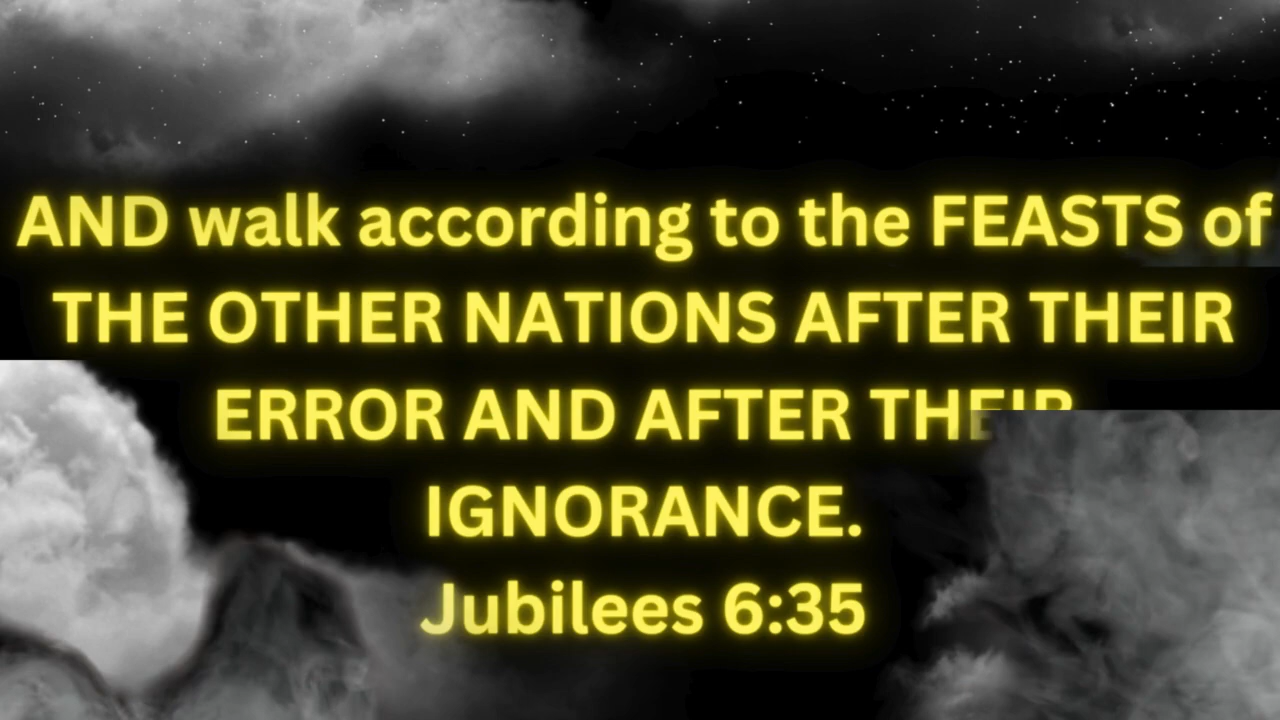 AND walk according to the FEASTS of
THE OTHER NATIONS AFTER THEIR
ERROR AND AFTER THEIR
IGNORANCE.
Jubilees 6:35